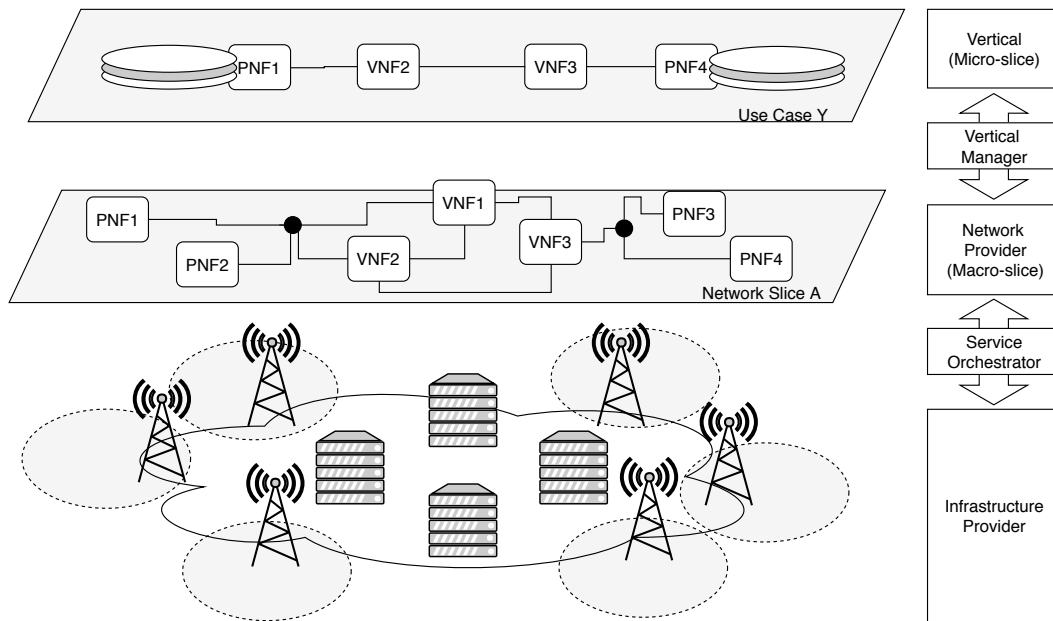 PNF1
VNF2
VNF3
PNF4
Use Case Y
Vertical
(Micro-slice)
Vertical
Manager
PNF1
PNF2
VNF1
VNF2
VNF3
PNF3
PNF4
Network Slice A
Network
Provider
(Macro-slice)
Service
Orchestrator
Infrastructure
Provider